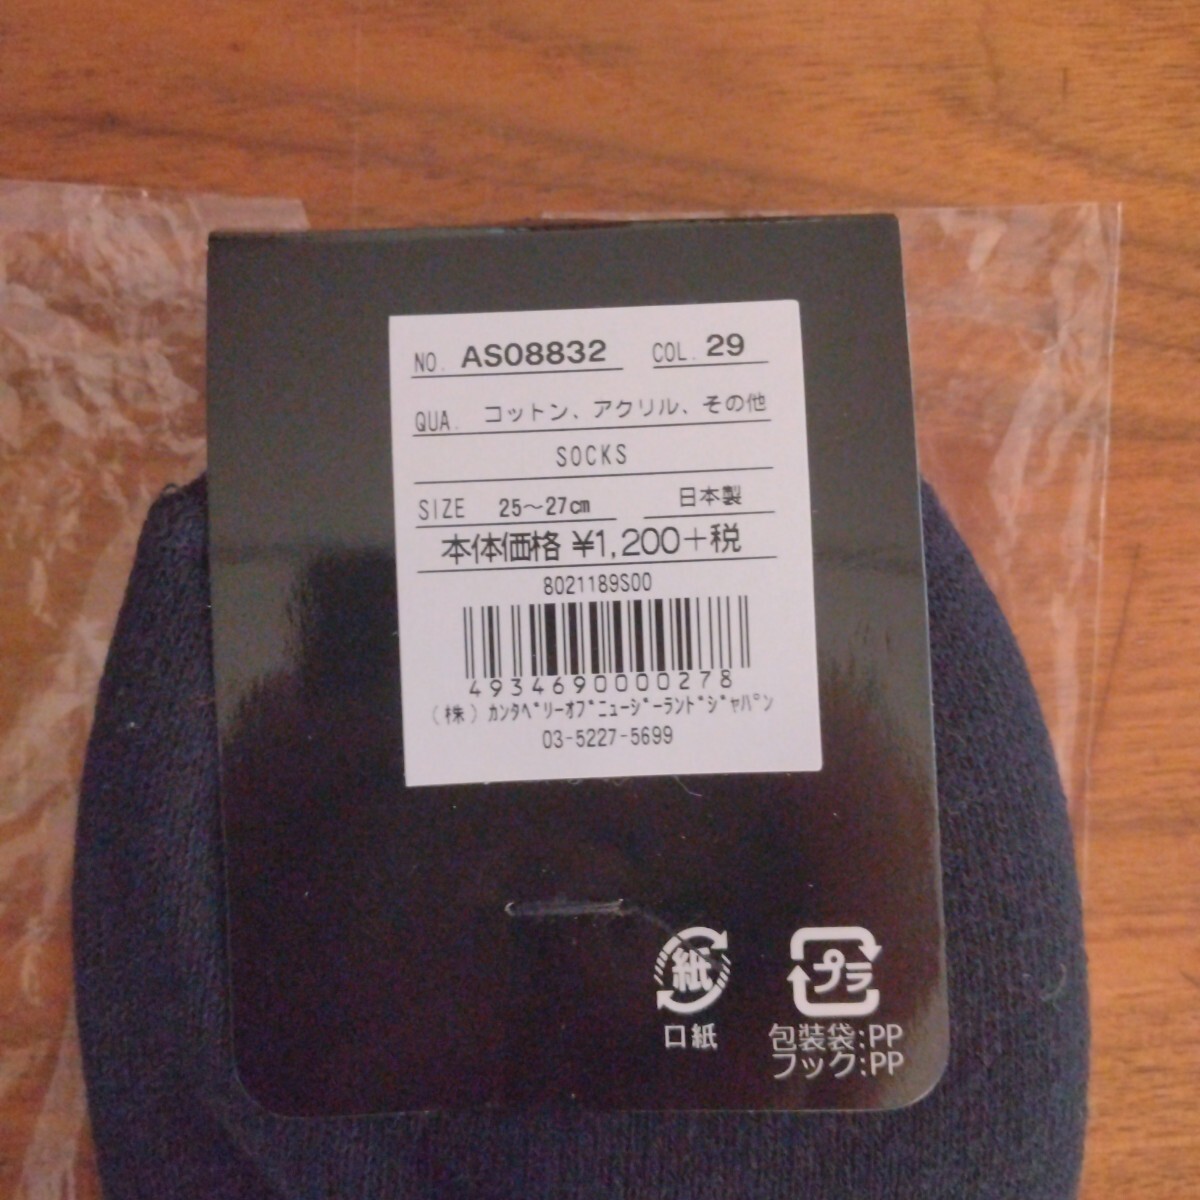 NO. AS08832 COL. 29
QUA. コットン、アクリル、その他
SOCKS
SIZE 25～27cm 日本製
本体価格 ¥1,200+税
8021189S00
4934690000278
(株)カンタベリーオブニュージーランドジャパン
03-5227-5699
紙
口紙
プラ
包装袋:PP
フック:PP